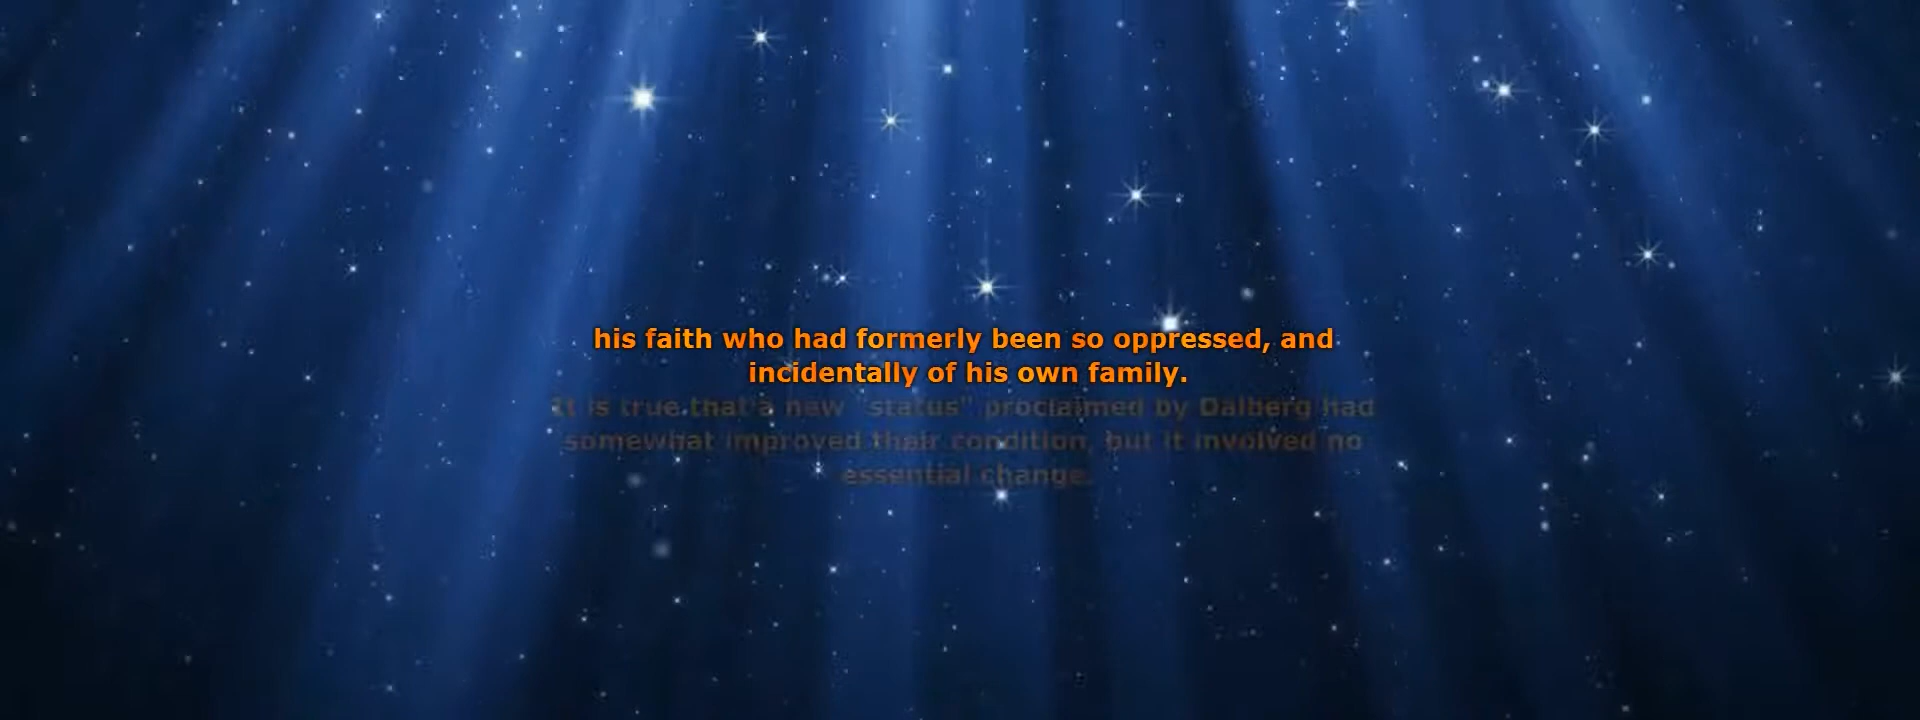 his faith who had formerly been so oppressed, and
incidentally of his own family.
It is true that a new "status" proclaimed by Dalberg had
somewhat improved their condition, but it involved no
essential change.